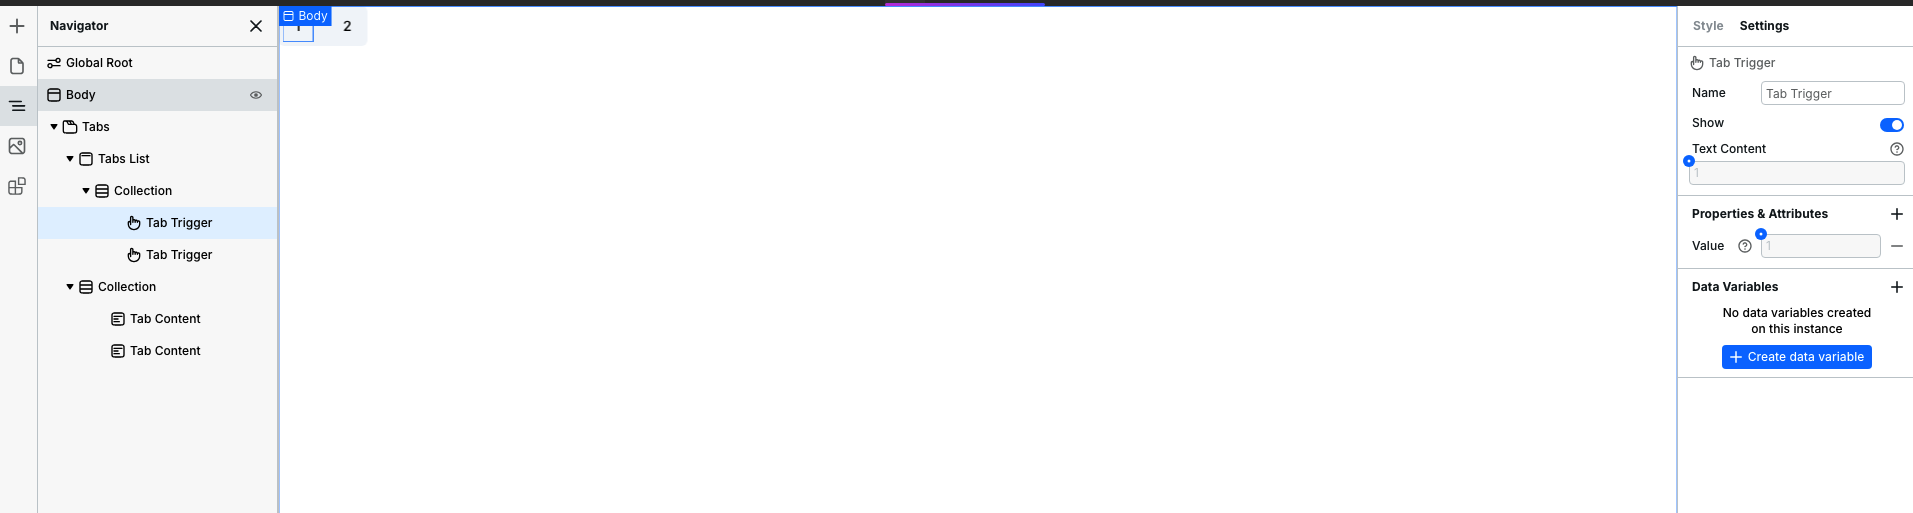 Navigator
Global Root
Body
Tabs
Tabs List
Collection
Tab Trigger
Tab Trigger
Collection
Tab Content
Tab Content
Body
1
2
Style Settings
Tab Trigger
Name Tab Trigger
Show
Text Content
1
Properties & Attributes
Value 1
Data Variables
No data variables created
on this instance
Create data variable